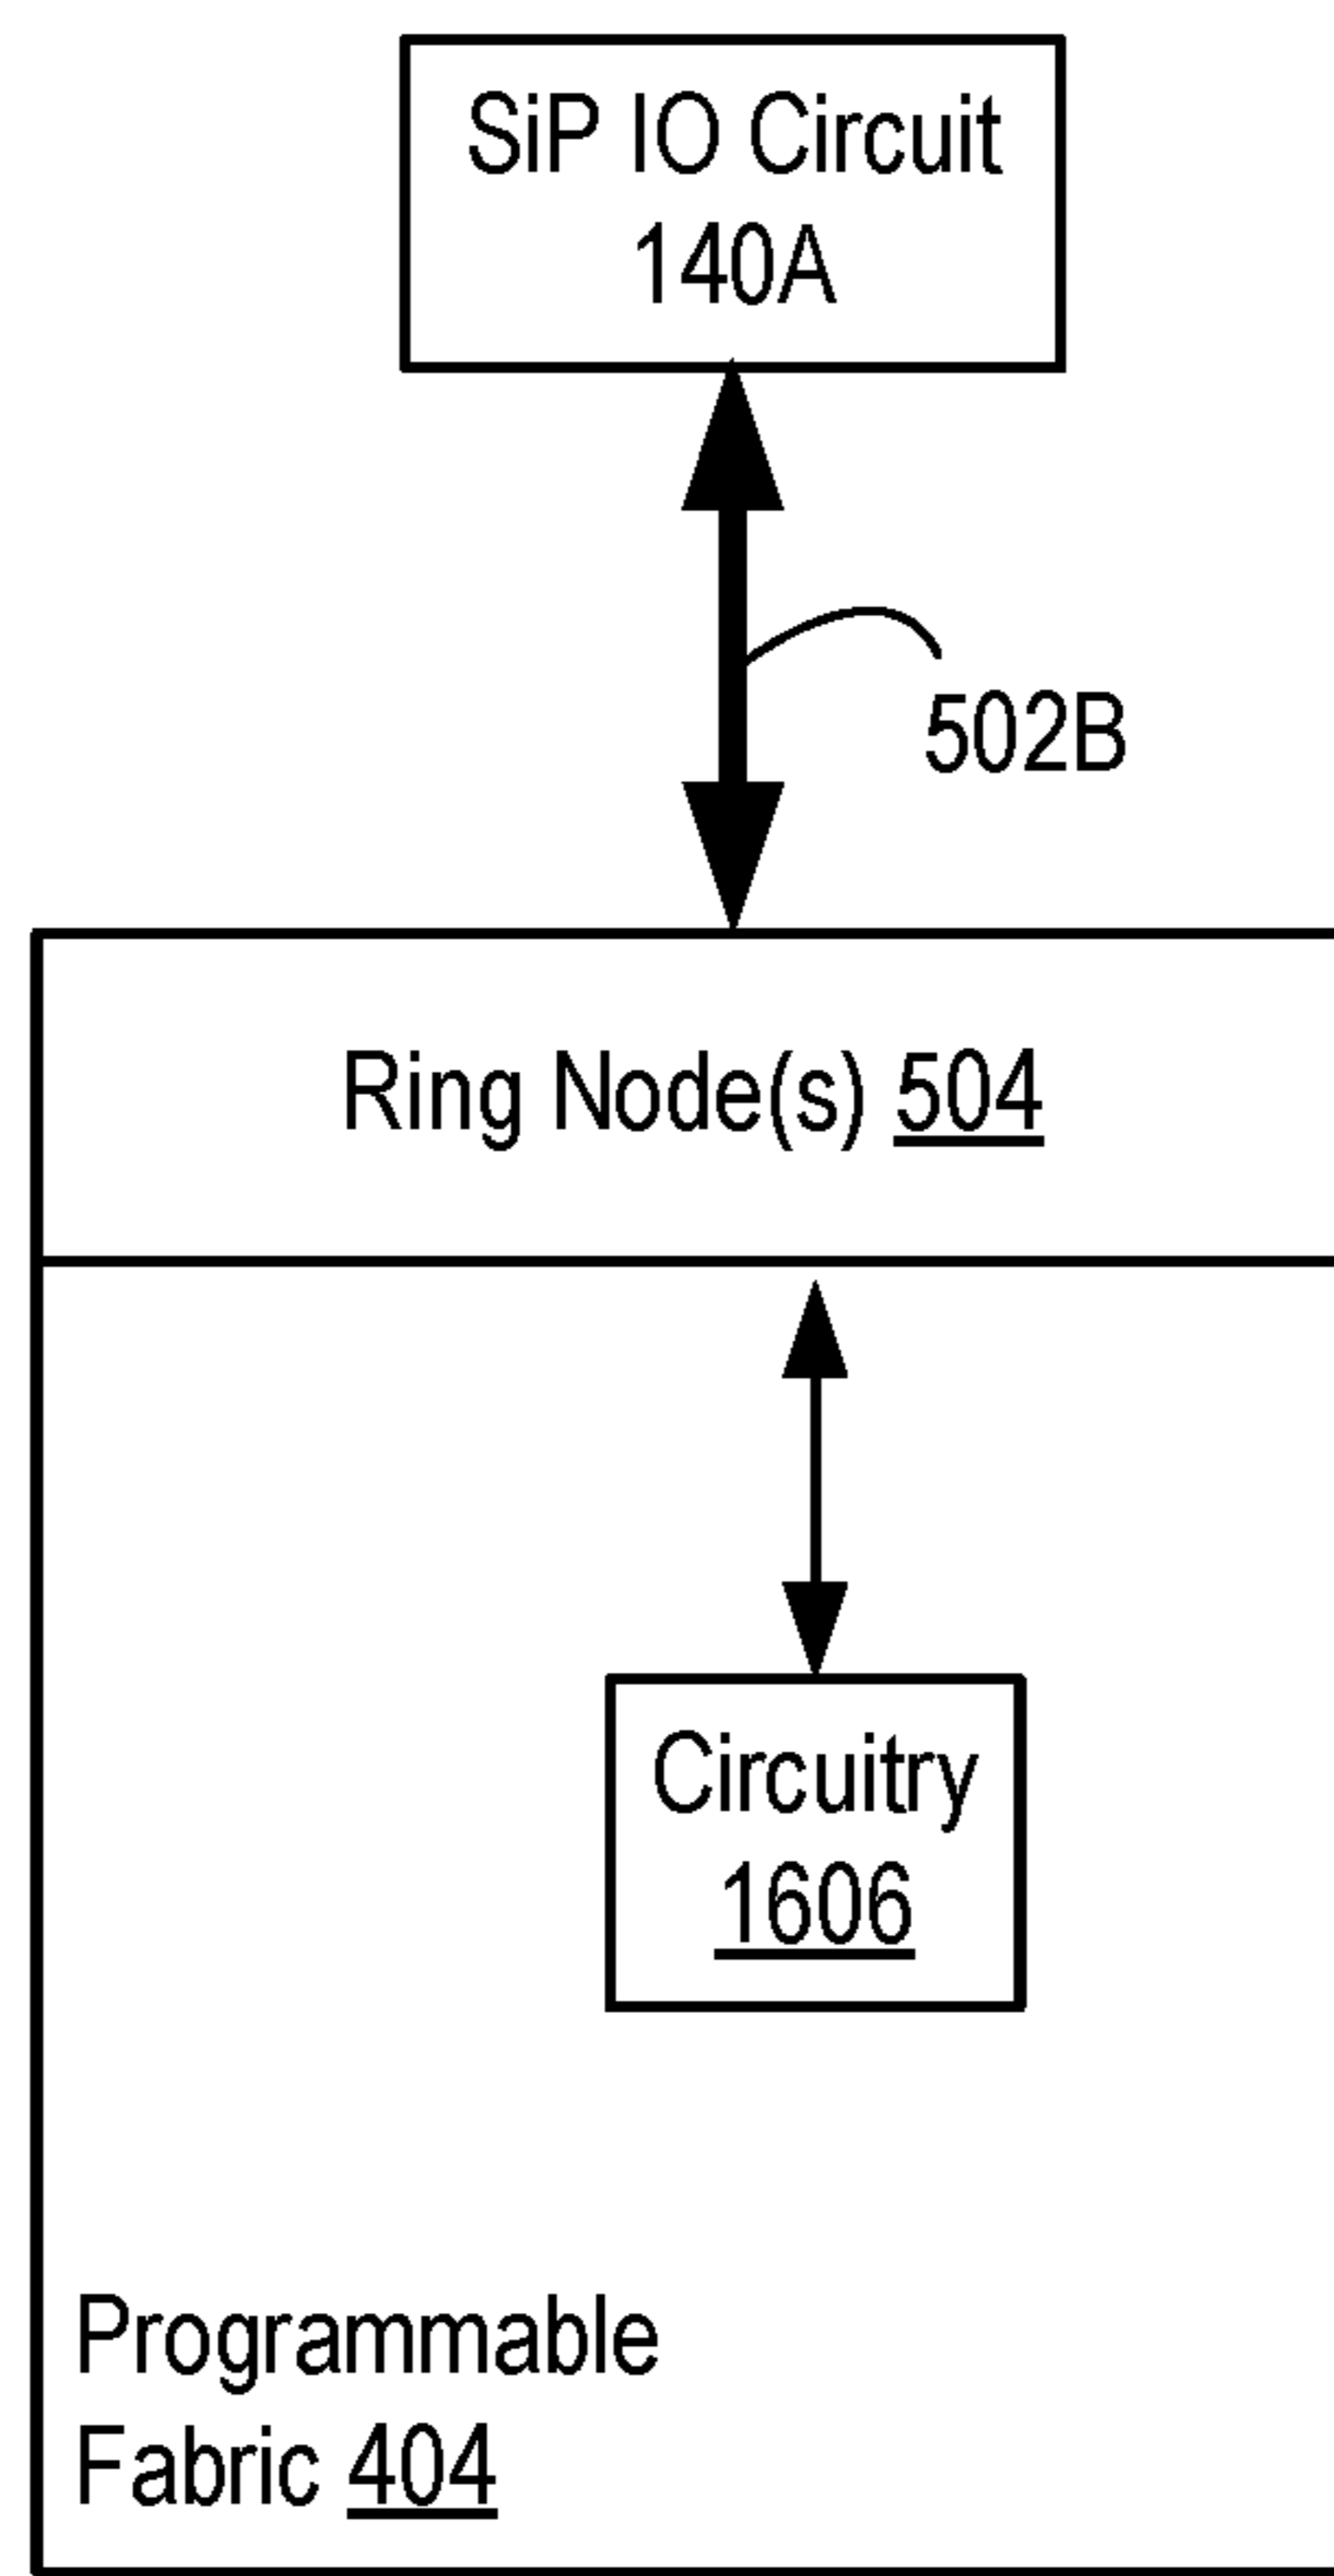 SiP IO Circuit
140A
502B
Ring Node(s) 504
Circuitry
1606
Programmable
Fabric 404